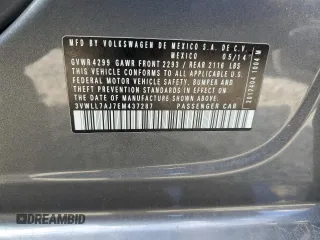 MFD BY VOLKSWAGEN DE MEXICO S.A. DE C.V.
MEXICO 05/14
GVWR 4299 GAWR FRONT 2293 / REAR 2116 LBS
THIS VEHICLE CONFORMS TO ALL APPLICABLE
FEDERAL MOTOR VEHICLE SAFETY, BUMPER AND
THEFT PREVENTION STANDARDS IN EFFECT ON THE
DATE OF MANUFACTURE SHOWN ABOVE
3VWLL7AJ7EM437287 PASSENGER CAR
DREAMBID